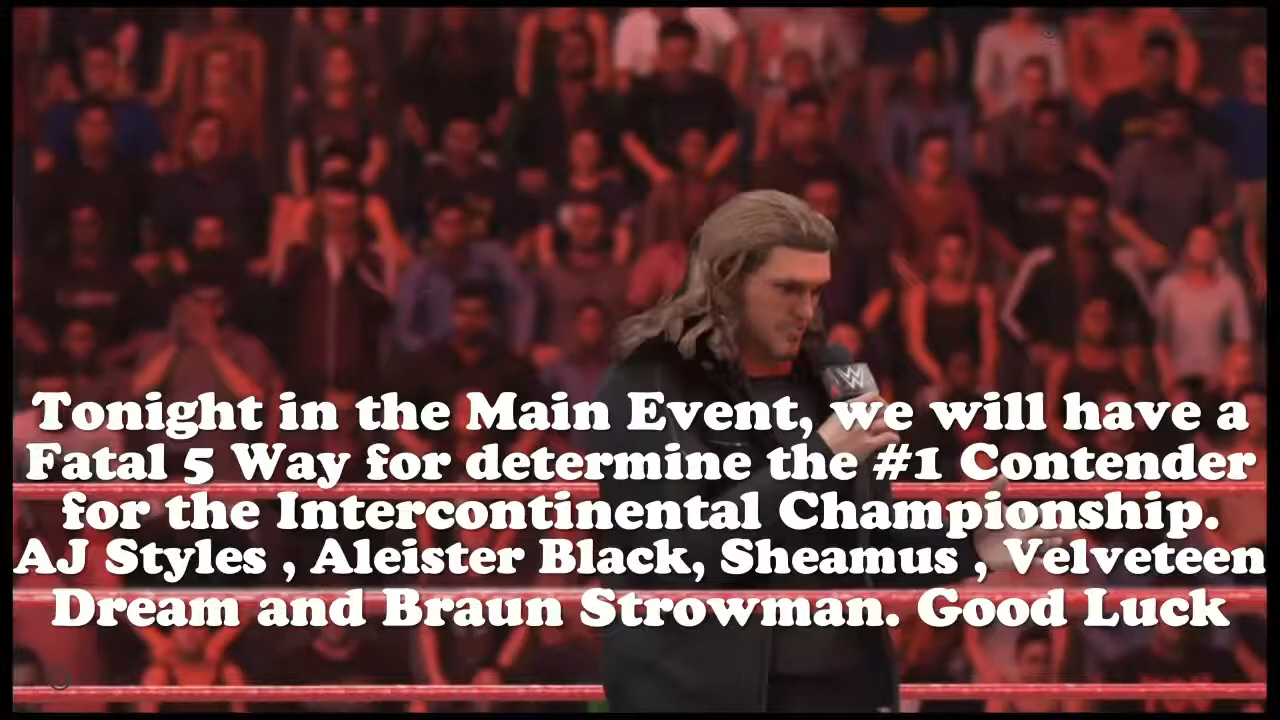 Tonight in the Main Event, we will have a
Fatal 5 Way for determine the #1 Contender
for the Intercontinental Championship.
AJ Styles , Aleister Black, Sheamus , Velveteen
Dream and Braun Strowman. Good Luck
W